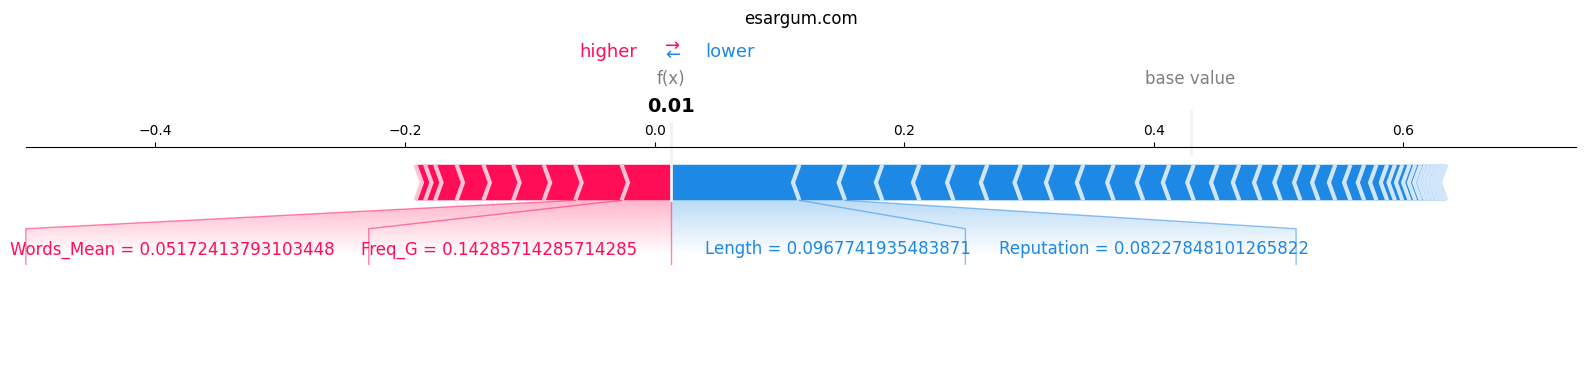 esargum.com
higher ⇄ lower
f(x) base value
0.01
−0.4 −0.2 0.0 0.2 0.4 0.6
Words_Mean = 0.05172413793103448 Freq_G = 0.14285714285714285 Length = 0.0967741935483871 Reputation = 0.08227848101265822